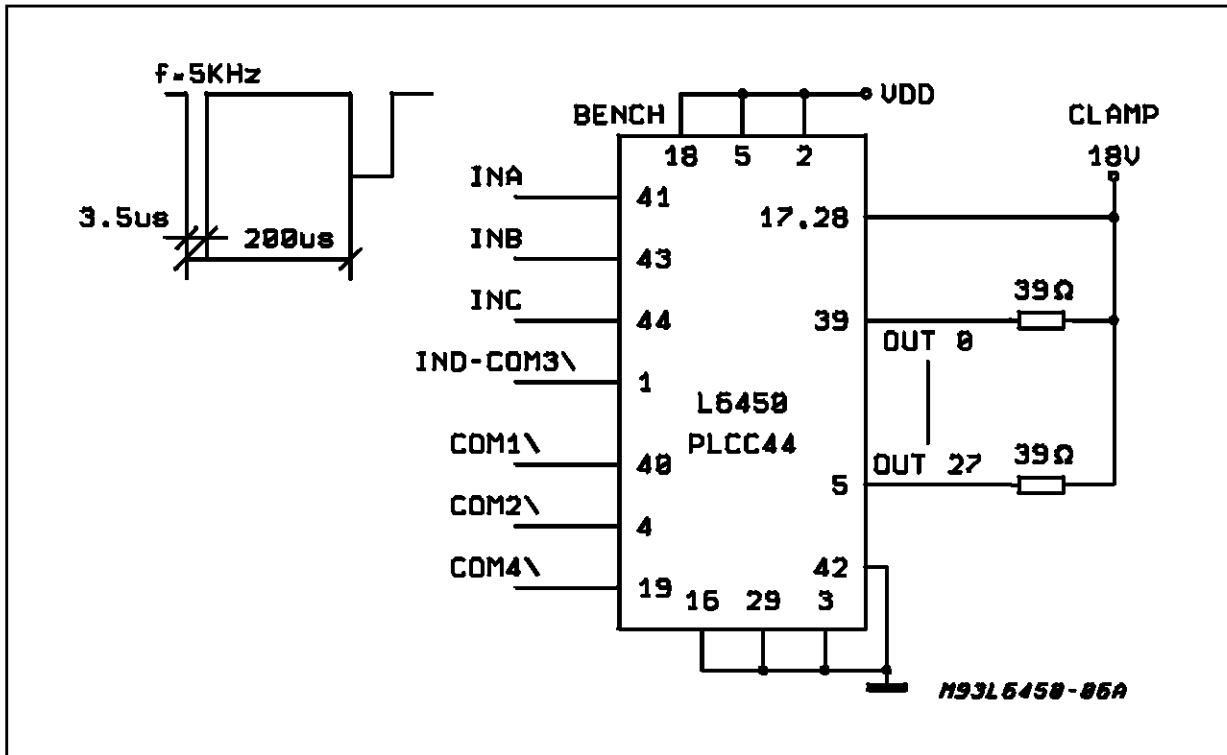 f=5KHz
3.5us
200us
BENCH
18 5 2
VDD
CLAMP
18V
INA
41
17.28
INB
43
39Ω
INC
44
39
OUT 0
IND-COM3\
1
L6450
PLCC44
COM1\
40
OUT 27
39Ω
5
COM2\
4
42
COM4\
19
16 29 3
M93L6450-06A